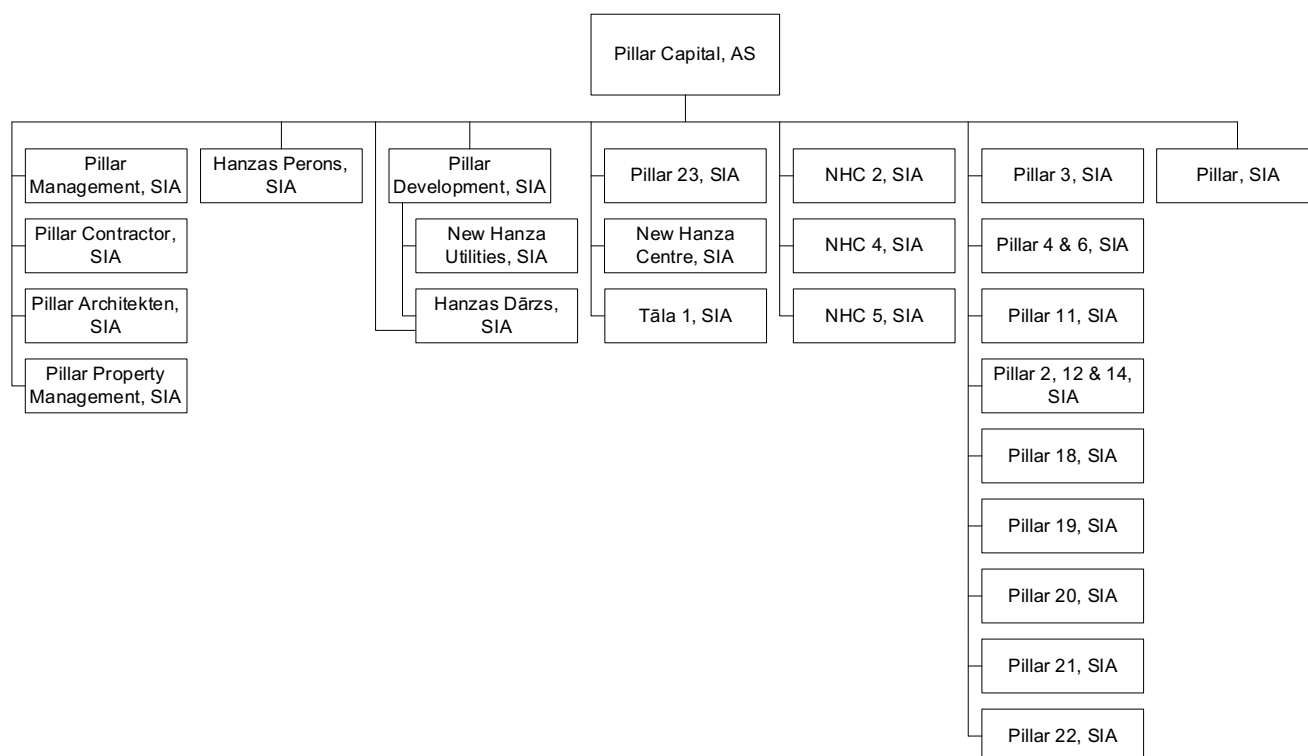 Pillar Capital, AS
Pillar
Management, SIA
Hanzas Perons,
SIA
Pillar
Development, SIA
Pillar 23, SIA
NHC 2, SIA
Pillar 3, SIA
Pillar, SIA
Pillar Contractor,
SIA
New Hanza
Utilities, SIA
New Hanza
Centre, SIA
NHC 4, SIA
Pillar 4 & 6, SIA
Pillar Architekten,
SIA
Hanzas Dārzs,
SIA
Tāla 1, SIA
NHC 5, SIA
Pillar 11, SIA
Pillar Property
Management, SIA
Pillar 2, 12 & 14,
SIA
Pillar 18, SIA
Pillar 19, SIA
Pillar 20, SIA
Pillar 21, SIA
Pillar 22, SIA